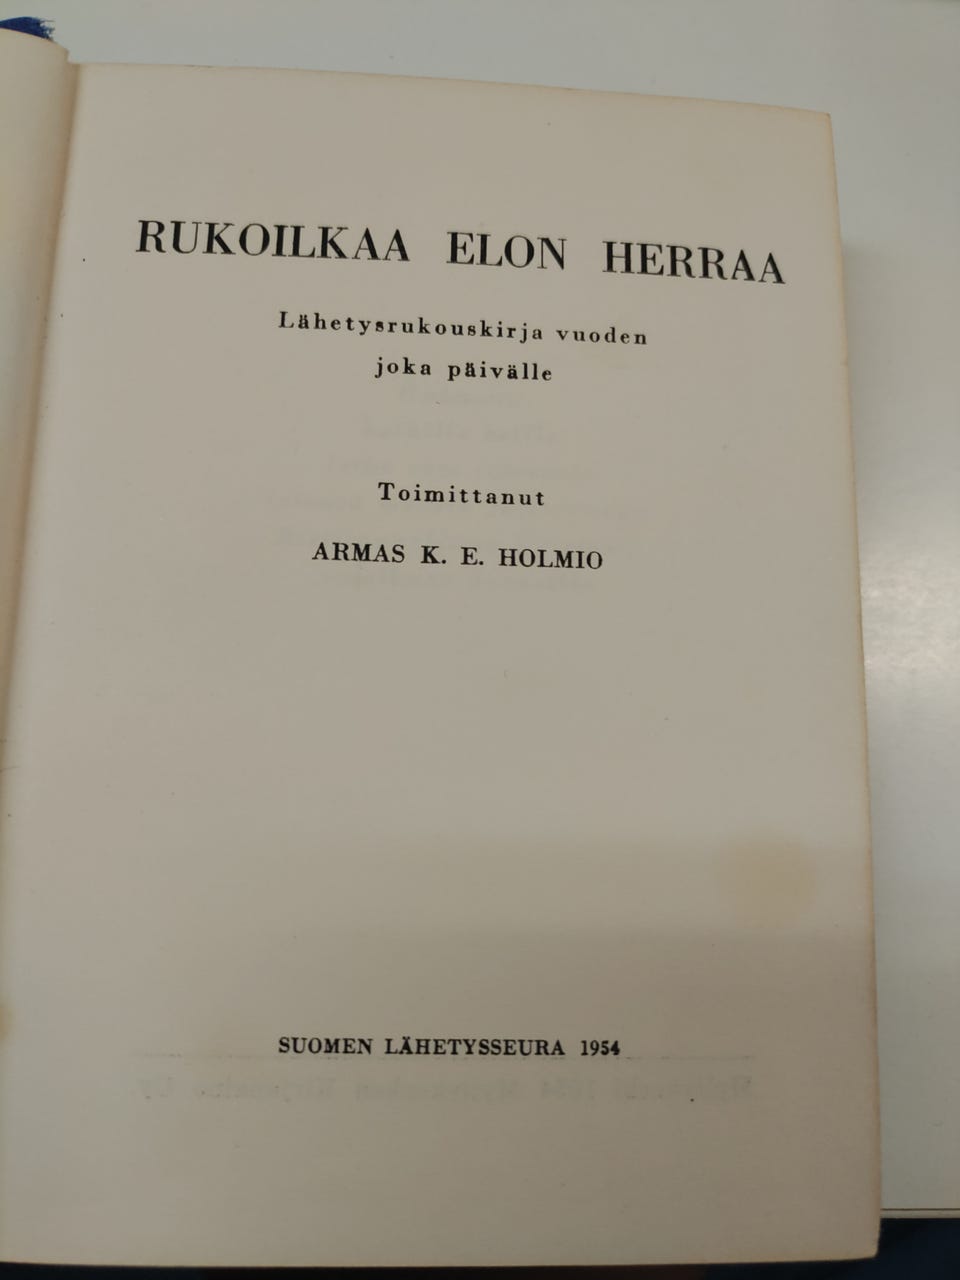 RUKOILKAA ELON HERRAA
Lähetysrukouskirja vuoden
joka päivälle
Toimittanut
ARMAS K. E. HOLMIO
SUOMEN LÄHETYSSEURA 1954